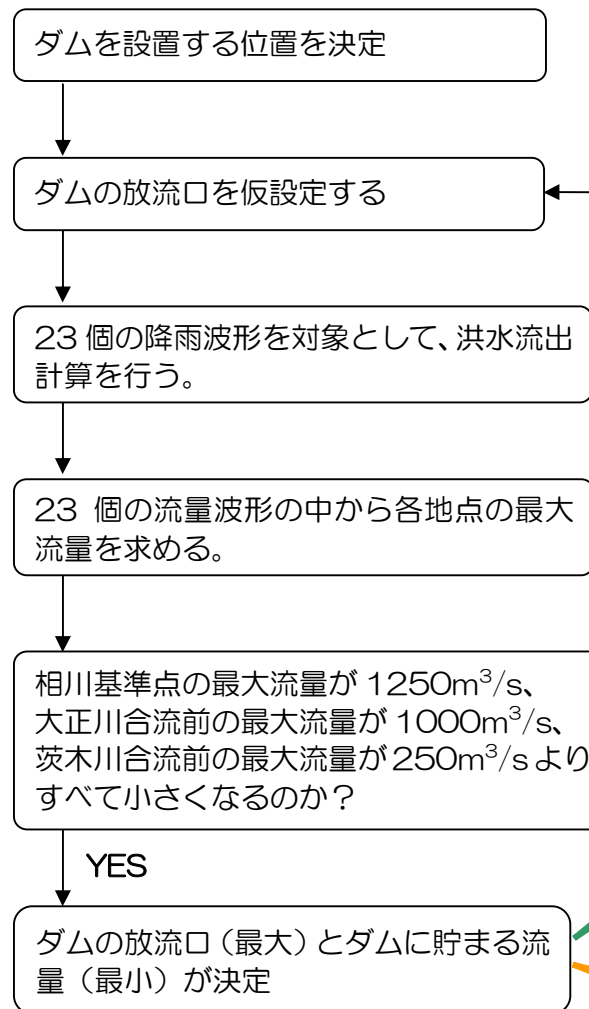 ダムを設置する位置を決定
ダムの放流口を仮設定する
23個の降雨波形を対象として、洪水流出
計算を行う。
23 個の流量波形の中から各地点の最大
流量を求める。
相川基準点の最大流量が 1250m³/s、
大正川合流前の最大流量が 1000m³/s、
茨木川合流前の最大流量が250m³/sより
すべて小さくなるのか?
YES
ダムの放流口(最大)とダムに貯まる流
量(最小)が決定